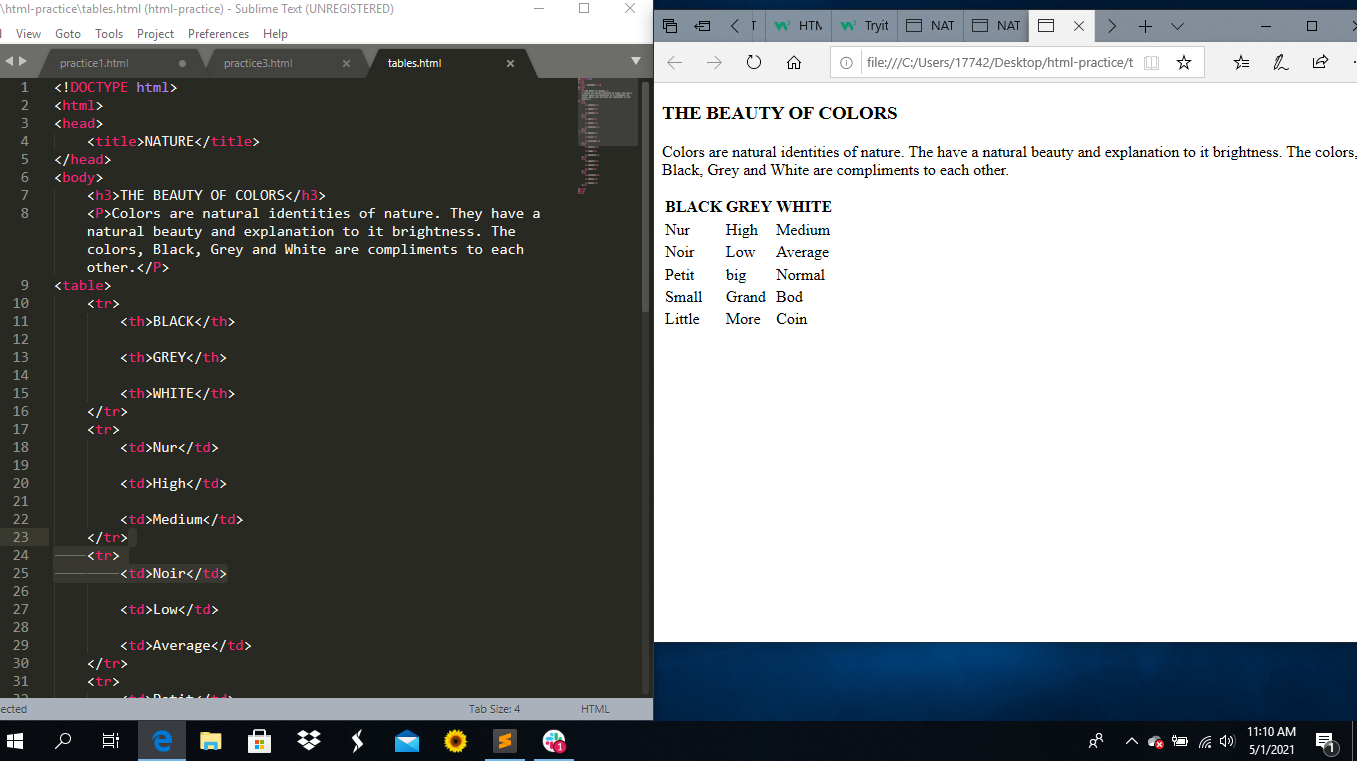 \html-practice\tables.html (html-practice) - Sublime Text (UNREGISTERED)
View Goto Tools Project Preferences Help
practice1.html practice3.html tables.html
1 <!DOCTYPE html>
2 <html>
3 <head>
4 <title>NATURE</title>
5 </head>
6 <body>
7 <h3>THE BEAUTY OF COLORS</h3>
8 <P>Colors are natural identities of nature. They have a
natural beauty and explanation to it brightness. The
colors, Black, Grey and White are compliments to each
other.</P>
9 <table>
10 <tr>
11 <th>BLACK</th>
12
13 <th>GREY</th>
14
15 <th>WHITE</th>
16 </tr>
17 <tr>
18 <td>Nur</td>
19
20 <td>High</td>
21
22 <td>Medium</td>
23 </tr>
24 <tr>
25 <td>Noir</td>
26
27 <td>Low</td>
28
29 <td>Average</td>
30 </tr>
31 <tr>
32 <td>Petit</td>
ected Tab Size: 4 HTML
HTM Tryit NAT NAT
file:///C:/Users/17742/Desktop/html-practice/t
THE BEAUTY OF COLORS
Colors are natural identities of nature. The have a natural beauty and explanation to it brightness. The colors,
Black, Grey and White are compliments to each other.
BLACK GREY WHITE
Nur High Medium
Noir Low Average
Petit big Normal
Small Grand Bod
Little More Coin
1
11:10 AM
5/1/2021
1